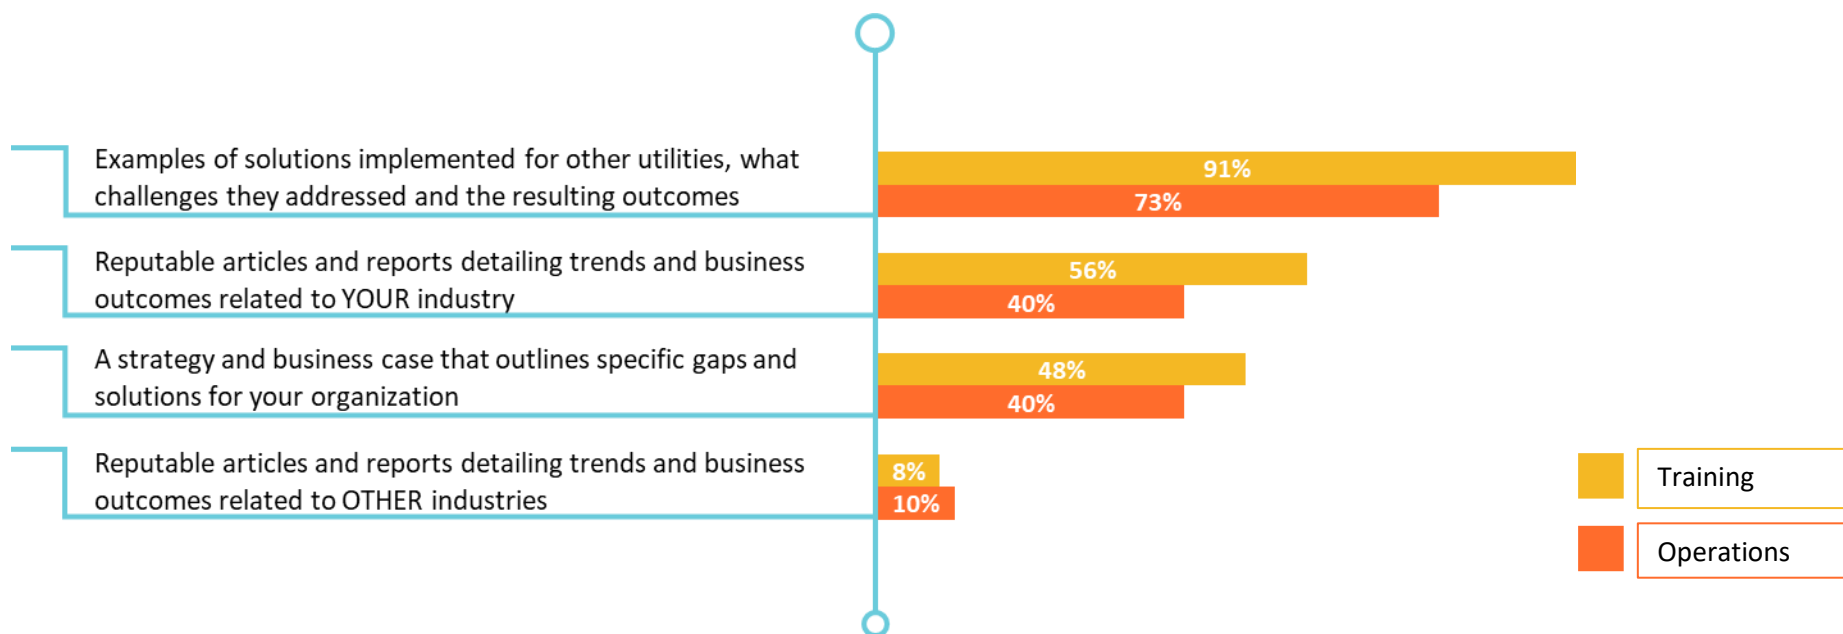 Examples of solutions implemented for other utilities, what
challenges they addressed and the resulting outcomes
91%
73%
Reputable articles and reports detailing trends and business
outcomes related to YOUR industry
56%
40%
A strategy and business case that outlines specific gaps and
solutions for your organization
48%
40%
Reputable articles and reports detailing trends and business
outcomes related to OTHER industries
8%
10%
Training
Operations